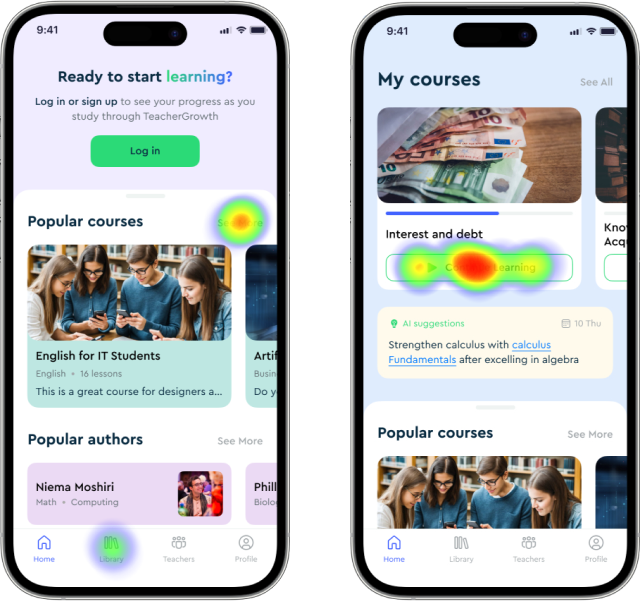 9:41
Ready to start learning?
Log in or sign up to see your progress as you
study through TeacherGrowth
Log in
Popular courses
See More
English for IT Students
English • 16 lessons
This is a great course for designers a...
Busin
Do y
Popular authors
See More
Niema Moshiri
Math • Computing
Phill
Biolo
Home
Library
Teachers
Profile
9:41
My courses
See All
Interest and debt
Learning
Know
Acqu
AI suggestions
10 Thu
Strengthen calculus with calculus
Fundamentals after excelling in algebra
Popular courses
See More
Home
Library
Teachers
Profile